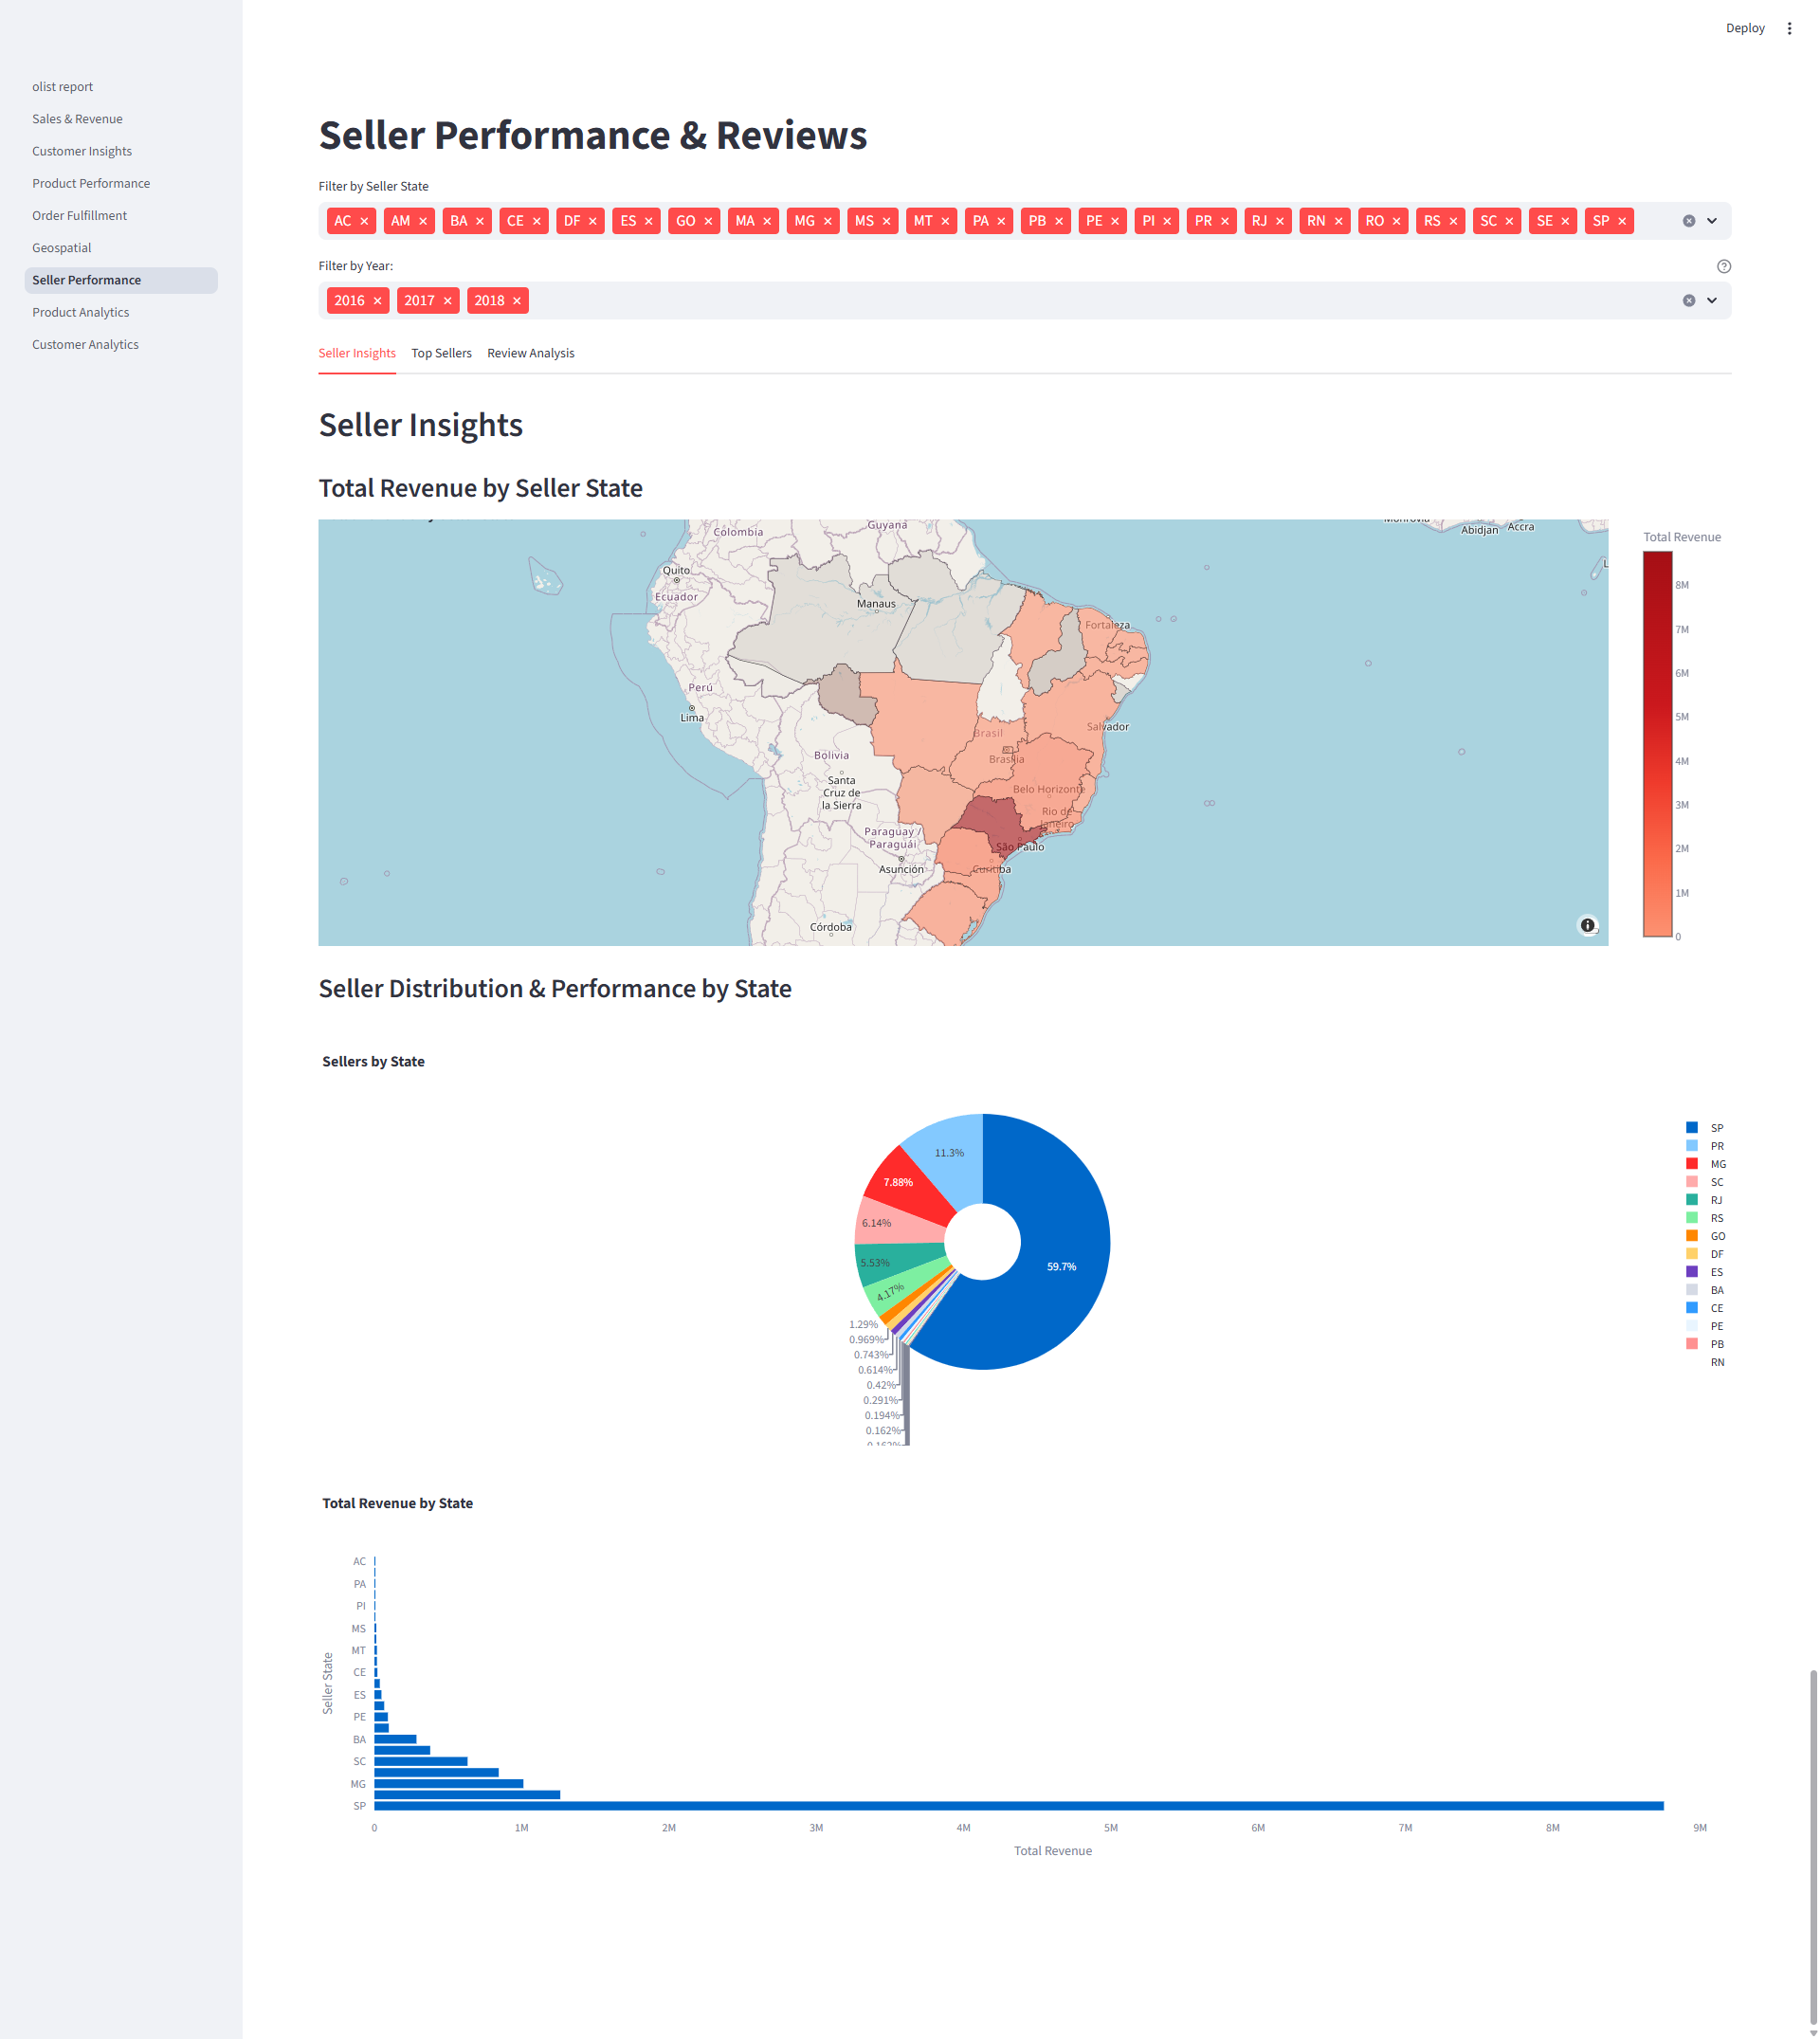 Deploy
olist report
Sales & Revenue
Customer Insights
Product Performance
Order Fulfillment
Geospatial
Seller Performance
Product Analytics
Customer Analytics
Seller Performance & Reviews
Filter by Seller State
AC AM BA CE DF ES GO MA MG MS MT PA PB PE PI PR RJ RN RO RS SC SE SP
Filter by Year:
2016 2017 2018
Seller Insights Top Sellers Review Analysis
Seller Insights
Total Revenue by Seller State
Colombia
Guyana
Abidjan
Accra
Quito
Ecuador
Manaus
Fortaleza
Perú
Lima
Salvador
Brasil
Brasília
Bolivia
Santa
Cruz de
la Sierra
Belo Horizonte
Rio de
Janeiro
Paraguay /
Paraguái
São Paulo
Asunción
Curitiba
Córdoba
Total Revenue
8M
7M
6M
5M
4M
3M
2M
1M
0
Seller Distribution & Performance by State
Sellers by State
11.3%
7.88%
6.14%
5.53%
4.17%
59.7%
1.29%
0.969%
0.743%
0.614%
0.42%
0.291%
0.194%
0.162%
0.162%
SP
PR
MG
SC
RJ
RS
GO
DF
ES
BA
CE
PE
PB
RN
Total Revenue by State
Seller State
AC
PA
PI
MS
MT
CE
ES
PE
BA
SC
MG
SP
0 1M 2M 3M 4M 5M 6M 7M 8M 9M
Total Revenue